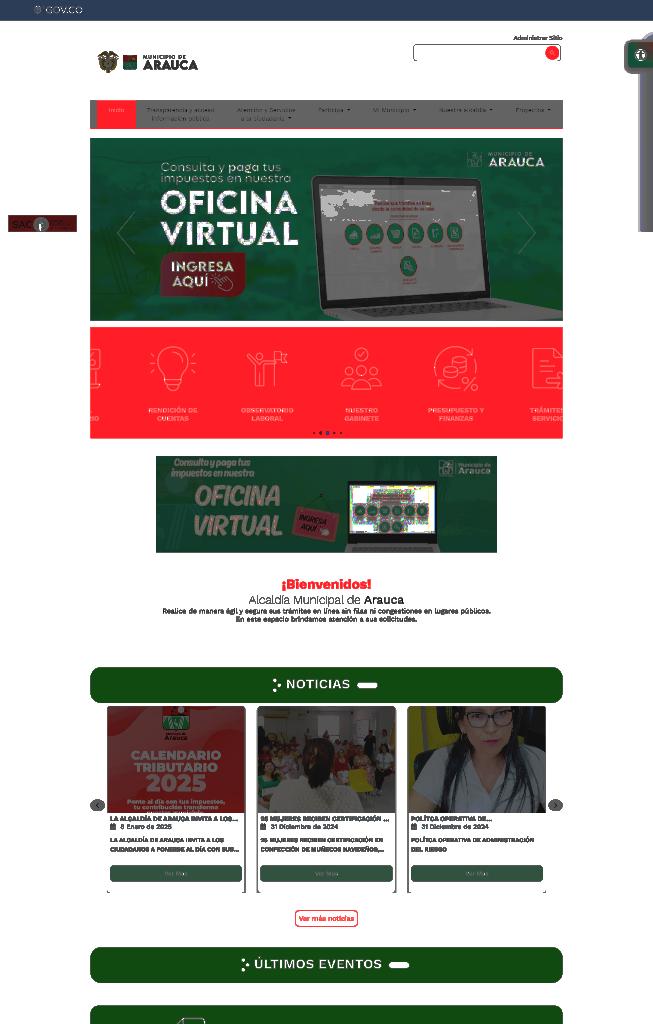 GOV.CO
Administrar Sitio
MUNICIPIO DE
ARAUCA
Inicio
Transparencia y acceso
información pública
Atención y Servicios
a la ciudadanía
Participa
Mi Municipio
Nuestra alcaldía
Proyectos
Consulta y paga tus
impuestos en nuestra
OFICINA
VIRTUAL
INGRESA
AQUÍ
MUNICIPIO DE
ARAUCA
SAC
RENDICIÓN DE
CUENTAS
OBSERVATORIO
LABORAL
NUESTRO
GABINETE
PRESUPUESTO Y
FINANZAS
TRÁMITES
SERVICIO
Consulta y paga tus
impuestos en nuestra
OFICINA
VIRTUAL
INGRESA
AQUÍ
Municipio de
Arauca
¡Bienvenidos!
Alcaldía Municipal de Arauca
Realice de manera ágil y segura sus trámites en línea sin filas ni congestiones en lugares públicos.
En este espacio brindamos atención a sus solicitudes.
NOTICIAS
Arauca
CALENDARIO
TRIBUTARIO
2025
Ponte al día con tus impuestos,
tu contribución transforma
LA ALCALDÍA DE ARAUCA INVITA A LOS...
8 Enero de 2025
LA ALCALDÍA DE ARAUCA INVITA A LOS
CIUDADANOS A PONERSE AL DÍA CON SUS...
Ver Más
95 MUJERES RECIBEN CERTIFICACIÓN ...
31 Diciembre de 2024
95 MUJERES RECIBEN CERTIFICACIÓN EN
CONFECCIÓN DE MUÑECOS NAVIDEÑOS,...
Ver Más
POLÍTCA OPERATIVA DE...
31 Diciembre de 2024
POLÍTCA OPERATIVA DE ADMINISTRACIÓN
DEL RIESGO
Ver Más
Ver más noticias
ÚLTIMOS EVENTOS